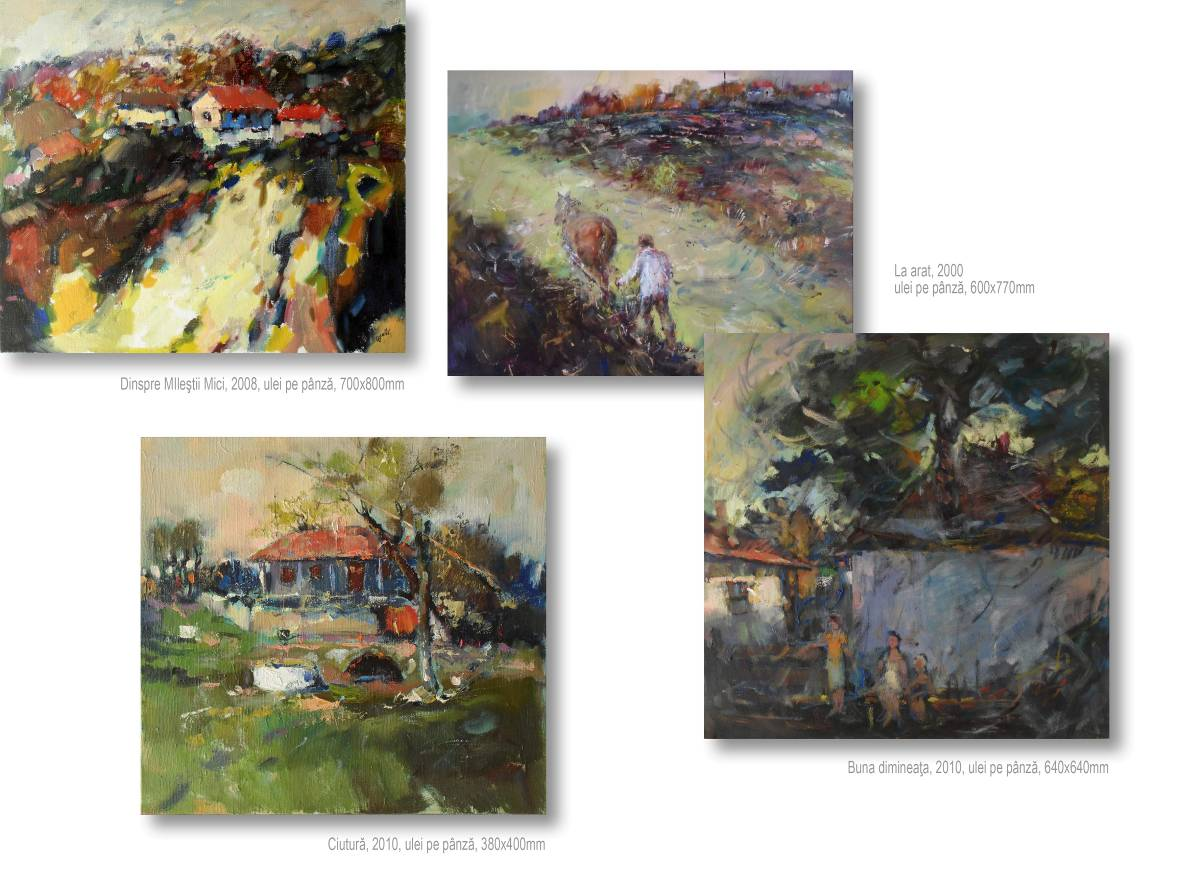 La arat, 2000
ulei pe pânză, 600x770mm
Dinspre MIleştii Mici, 2008, ulei pe pânză, 700x800mm
Buna dimineaţa, 2010, ulei pe pânză, 640x640mm
Ciutură, 2010, ulei pe pânză, 380x400mm